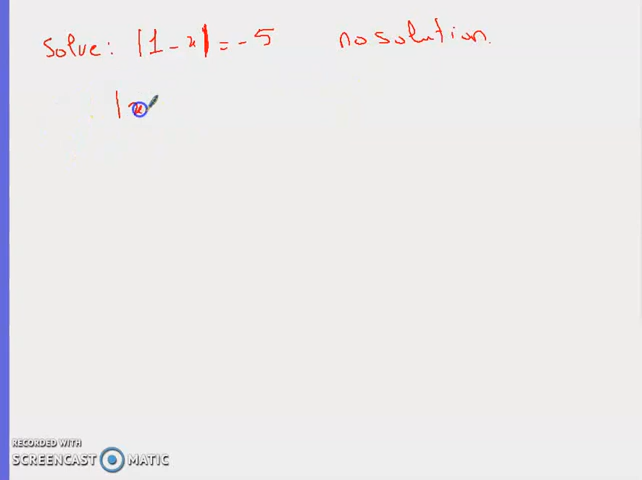 Solve: |1 - x| = - 5 no solution.
|x
RECORDED WITH
SCREENCAST MATIC